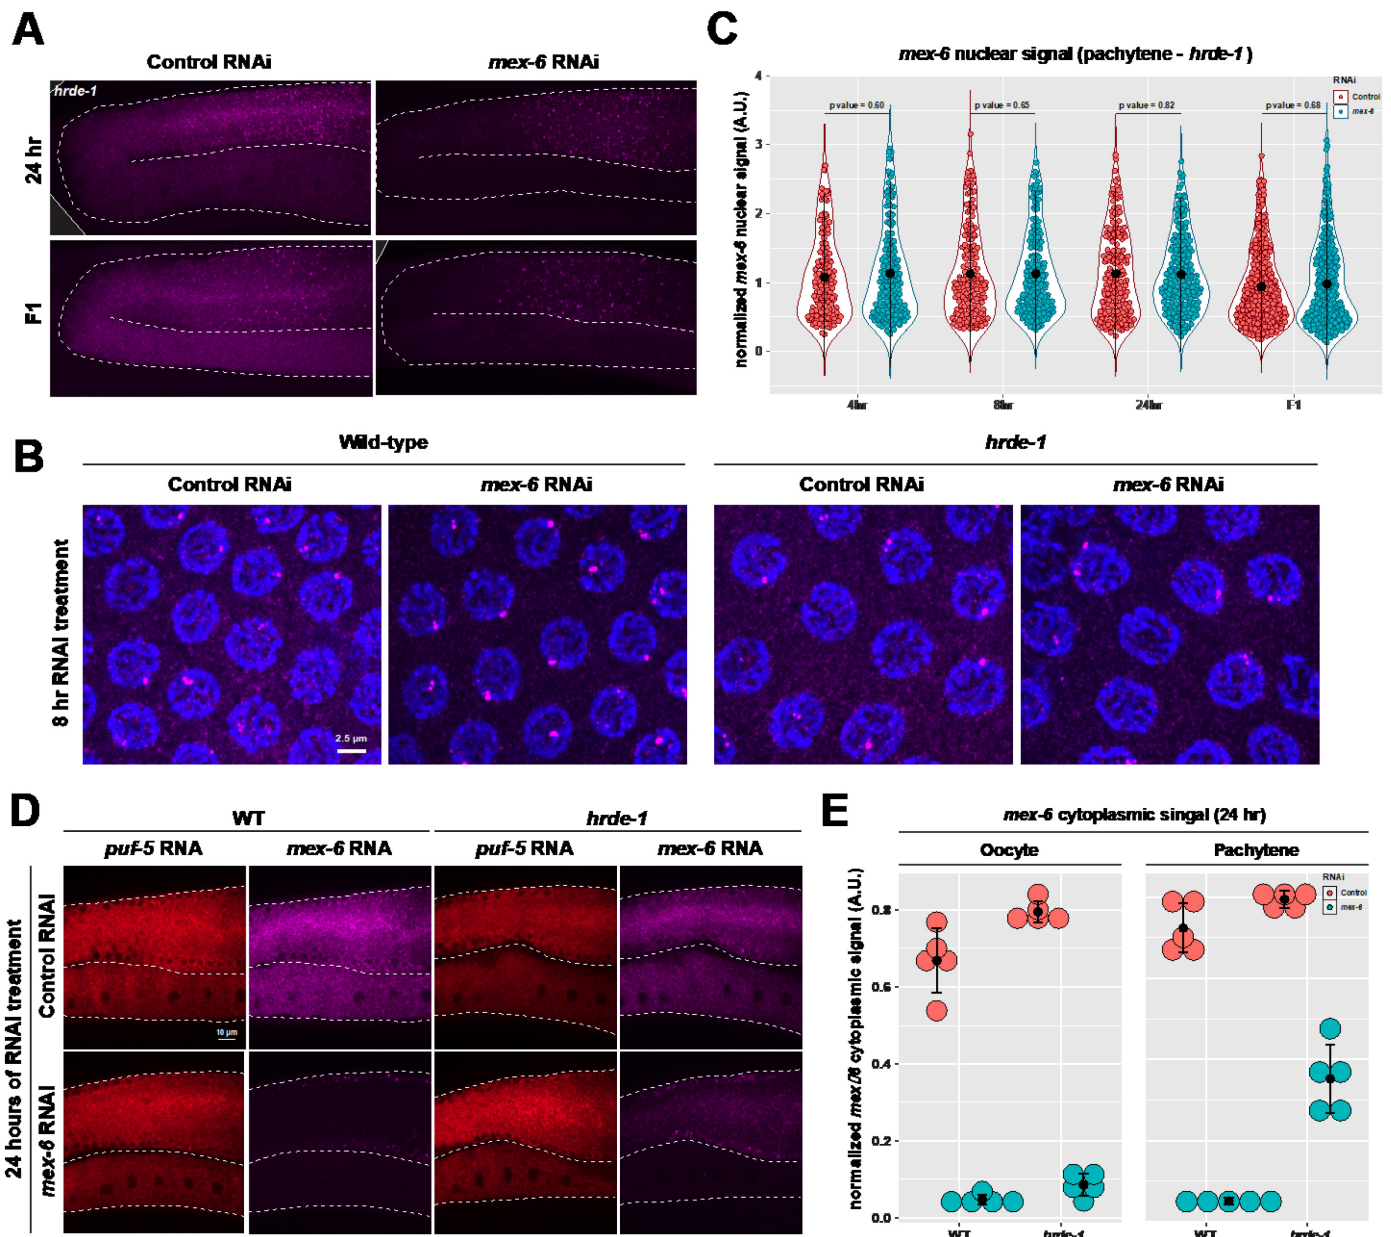 A
Control RNAi
mex-6 RNAi
hrde-1
24 hr
F1
C
mex-6 nuclear signal (pachytene - hrde-1 )
normalized mex-6 nuclear signal (A.U.)
4
3
2
1
0
p value = 0.60
p value = 0.65
p value = 0.82
p value = 0.68
RNAi
Control
mex-6
4hr
8hr
24hr
F1
B
Wild-type
hrde-1
Control RNAi
mex-6 RNAi
Control RNAi
mex-6 RNAi
8 hr RNAI treatment
2.5 µm
D
WT
hrde-1
puf-5 RNA
mex-6 RNA
puf-5 RNA
mex-6 RNA
24 hours of RNAI treatment
Control RNAI
mex-6 RNAI
10 µm
E
mex-6 cytoplasmic singal (24 hr)
Oocyte
Pachytene
normalized mex/6 cytoplasmic signal (A.U.)
0.8
0.6
0.4
0.2
0.0
RNAi
Control
mex-6
WT
hrde-1
WT
hrde-1